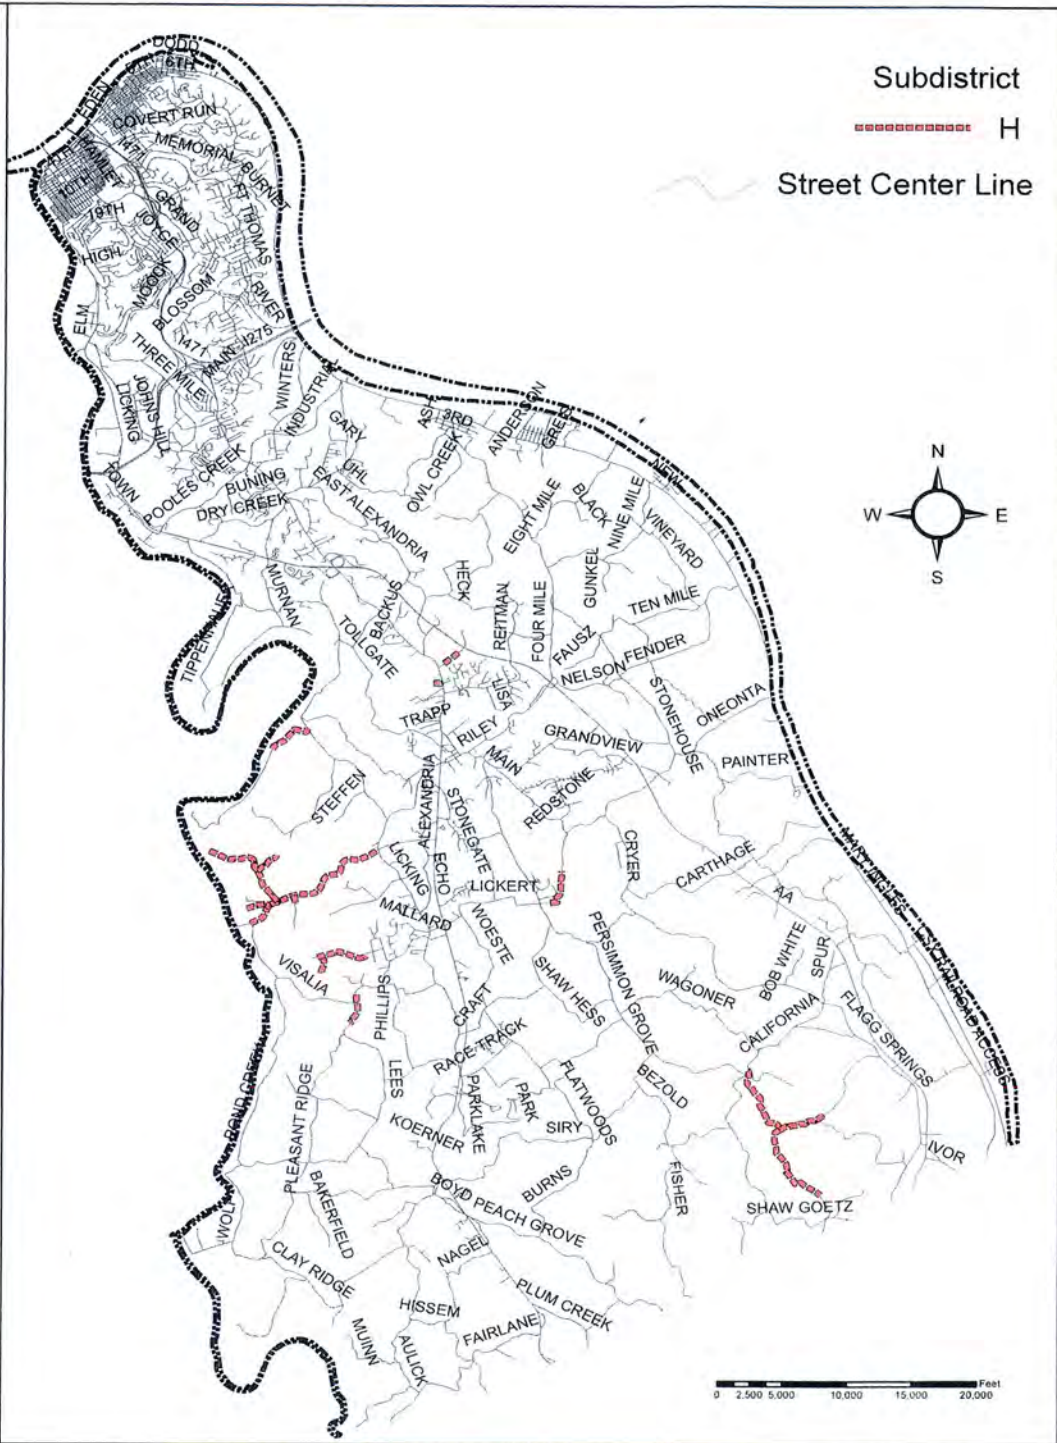 Subdistrict
H
Street Center Line
N
W
E
S
DODD
6TH
EDEN
COVERT RUN
I471
MEMORIAL
BURNET
4TH
HAMLET
10TH
GRAND
FT THOMAS
19TH
JOYCE
HIGH
MOOCK
BLOSSOM
RIVER
ELM
I471
MAIN
I275
THREE MILE
WINTERS
INDUSTRIAL
JOHNS HILL
LICKING
GARY
3RD
ANDERSON
GREEN
TOWN
POOLES CREEK
BUNING
UHL
OWL CREEK
DRY CREEK
EAST ALEXANDRIA
EIGHT MILE
BLACK
NINE MILE
NEW
VINEYARD
HECK
GUNKEL
MURNAN
BACKUS
REITMAN
FOUR MILE
TEN MILE
TOLLGATE
FAUSZ
FENDER
NELSON
LISA
STONEHOUSE
ONEONTA
TRAPP
RILEY
GRANDVIEW
MAIN
PAINTER
STEFFEN
ALEXANDRIA
STONEGATE
REDSTONE
CRYER
CARTHAGE
LICKING
ECHO
LICKERT
AA
MALLARD
WOESTE
PERSIMMON GROVE
BOB WHITE
SPUR
VISALIA
PHILLIPS
SHAW HESS
WAGONER
CRAFT
CALIFORNIA
FLAGG SPRINGS
RACE TRACK
LEES
POND CREEK
PLEASANT RIDGE
PARKLAKE
PARK
FLATWOODS
BEZOLD
KOERNER
SIRY
IVOR
BAKERFIELD
BURNS
FISHER
BOYD
PEACH GROVE
SHAW GOETZ
WOLF
CLAY RIDGE
NAGEL
HISSEM
PLUM CREEK
FAIRLANE
MUINN
AULICK
Feet
0 2,500 5,000 10,000 15,000 20,000